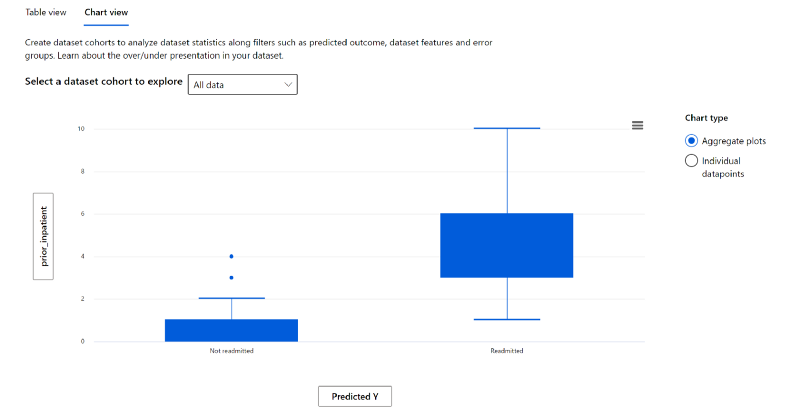 Table view Chart view
Create dataset cohorts to analyze dataset statistics along filters such as predicted outcome, dataset features and error
groups. Learn about the over/under presentation in your dataset.
Select a dataset cohort to explore All data
Chart type
Aggregate plots
Individual
datapoints
prior_inpatient
10
8
6
4
2
0
Not readmitted Readmitted
Predicted Y